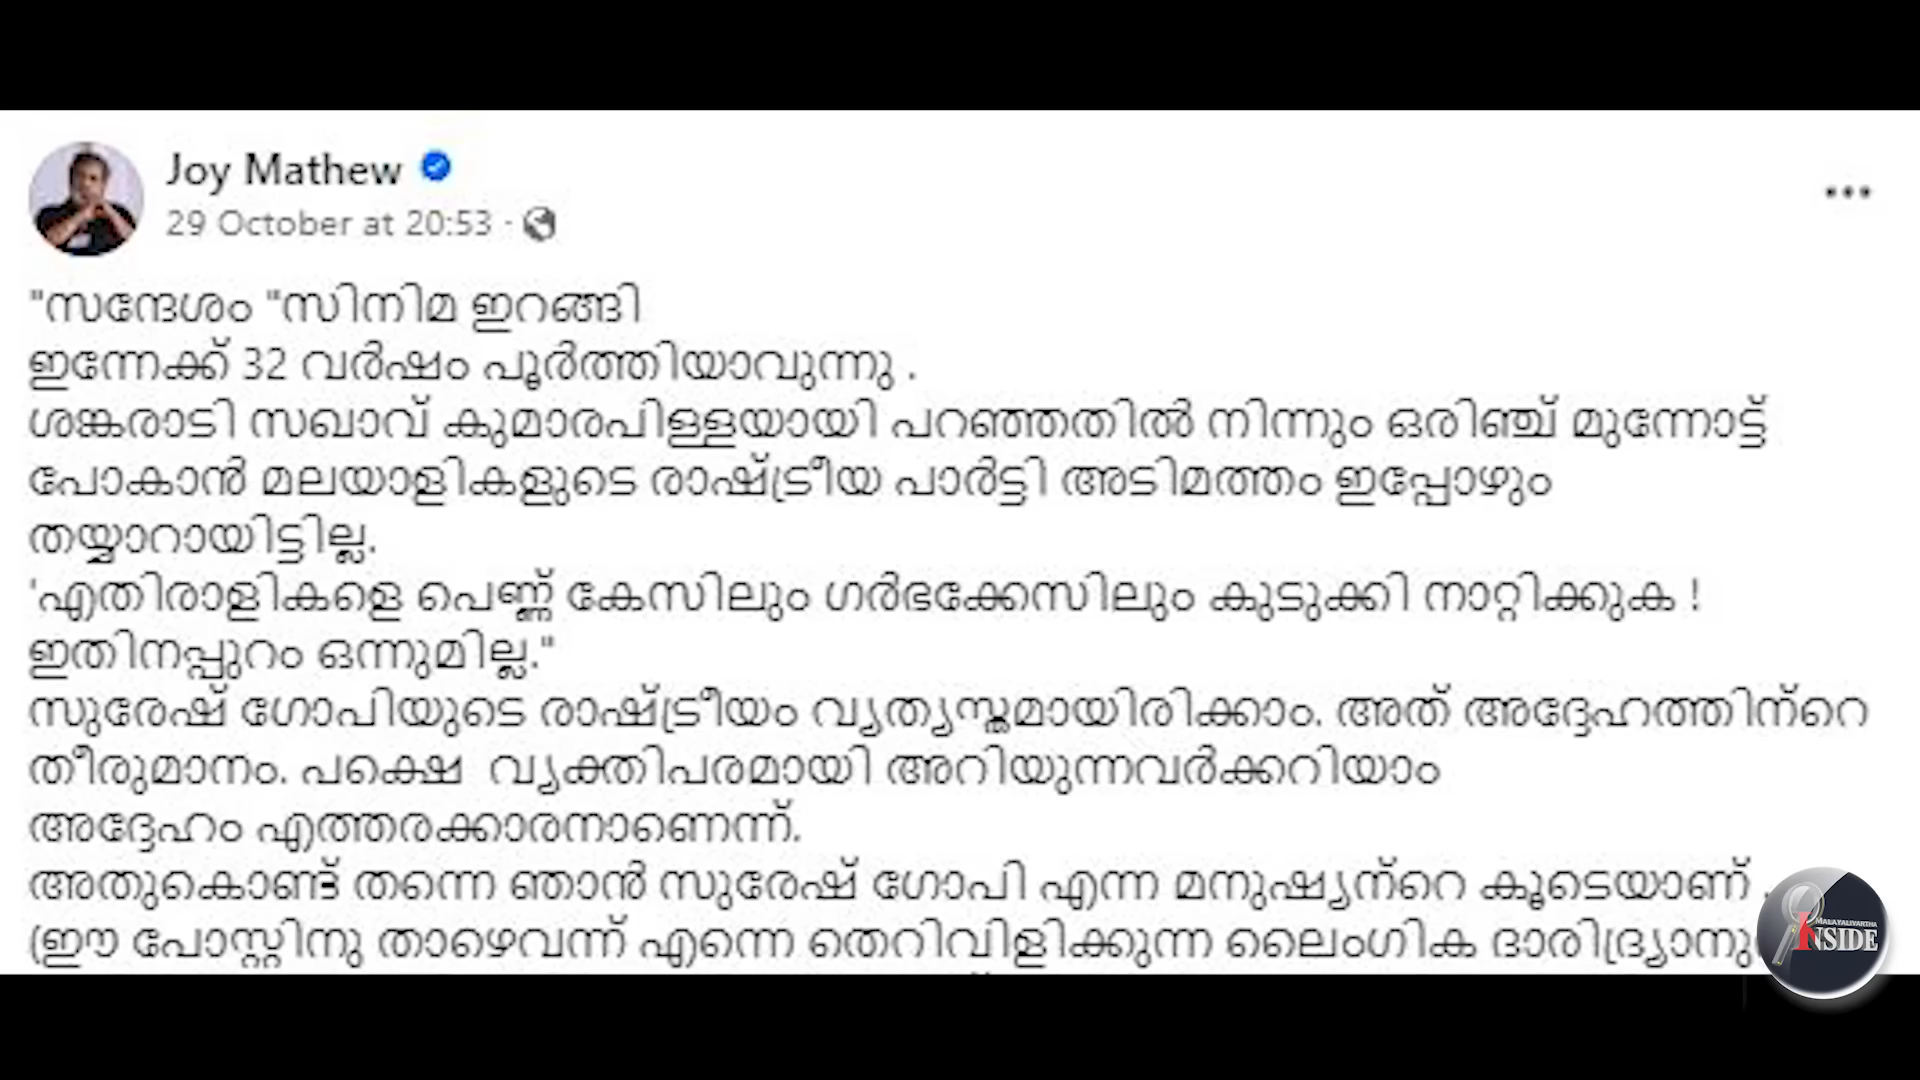 Joy Mathew
29 October at 20:53 ·
"സന്ദേശം "സിനിമ ഇറങ്ങി
ഇന്നേക്ക് 32 വർഷം പൂർത്തിയാവുന്നു .
ശങ്കരാടി സഖാവ് കുമാരപിള്ളയായി പറഞ്ഞതിൽ നിന്നും ഒരിഞ്ച് മുന്നോട്ട്
പോകാൻ മലയാളികളുടെ രാഷ്ട്രീയ പാർട്ടി അടിമത്തം ഇപ്പോഴും
തയ്യാറായിട്ടില്ല.
'എതിരാളികളെ പെണ്ണ് കേസിലും ഗർഭക്കേസിലും കുടുക്കി നാറ്റിക്കുക !
ഇതിനപ്പുറം ഒന്നുമില്ല."
സുരേഷ് ഗോപിയുടെ രാഷ്ട്രീയം വ്യത്യസ്തമായിരിക്കാം. അത് അദ്ദേഹത്തിന്റെ
തീരുമാനം. പക്ഷെ വ്യക്തിപരമായി അറിയുന്നവർക്കറിയാം
അദ്ദേഹം എത്തരക്കാരനാണെന്ന്.
അതുകൊണ്ട് തന്നെ ഞാൻ സുരേഷ് ഗോപി എന്ന മനുഷ്യന്റെ കൂടെയാണ് .
(ഈ പോസ്റ്റിനു താഴെവന്ന് എന്നെ തെറിവിളിക്കുന്ന ലൈംഗിക
MALAYALIVARTHA
INSIDE